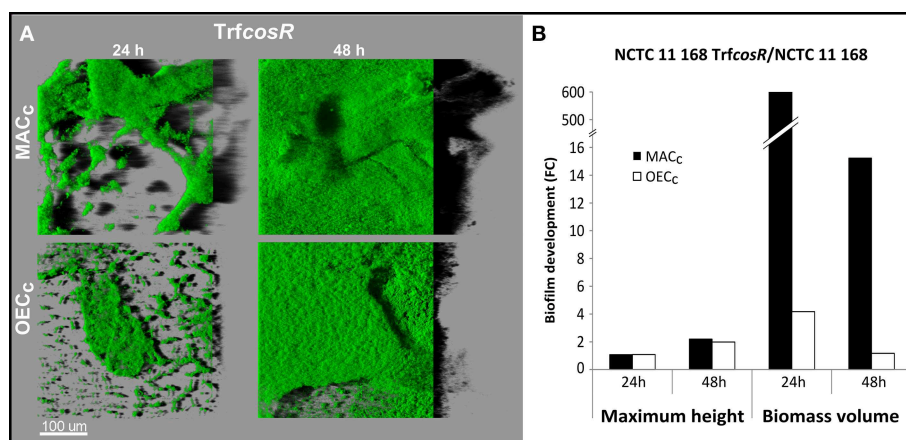 A
TrfcosR
24 h
48 h
MACC
OECC
100 um
B
NCTC 11 168 TrfcosR/NCTC 11 168
Biofilm development (FC)
600
500
16
14
12
10
8
6
4
2
0
MACC
OECC
24h
48h
24h
48h
Maximum height
Biomass volume